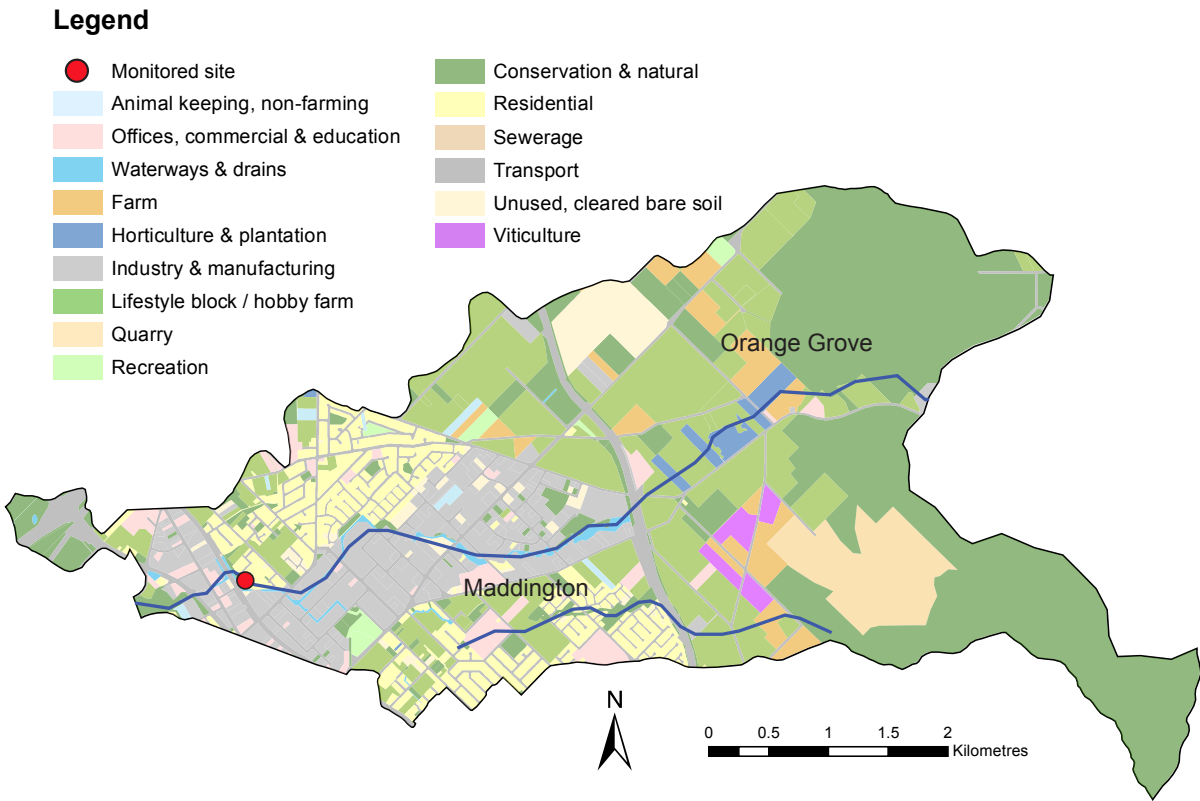 Legend
Monitored site
Animal keeping, non-farming
Offices, commercial & education
Waterways & drains
Farm
Horticulture & plantation
Industry & manufacturing
Lifestyle block / hobby farm
Quarry
Recreation
Conservation & natural
Residential
Sewerage
Transport
Unused, cleared bare soil
Viticulture
Orange Grove
Maddington
N
0 0.5 1 1.5 2
Kilometres